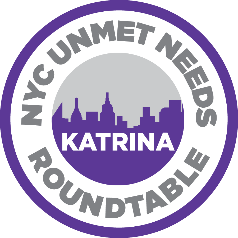 NYC UNMET NEEDS
KATRINA
ROUNDTABLE